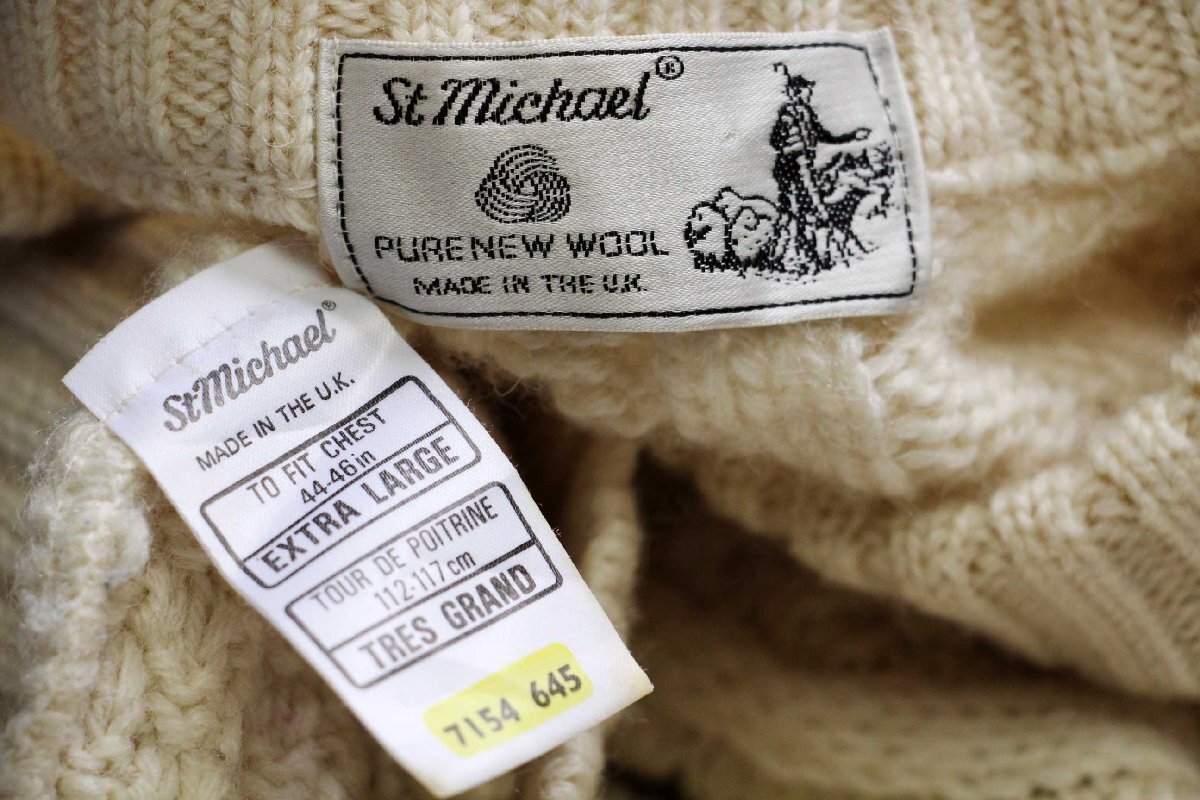 St Michael®
PURE NEW WOOL
MADE IN THE U.K.
St Michael®
MADE IN THE U.K.
TO FIT CHEST
44-46in
EXTRA LARGE
TOUR DE POITRINE
112-117cm
TRES GRAND
7154 645